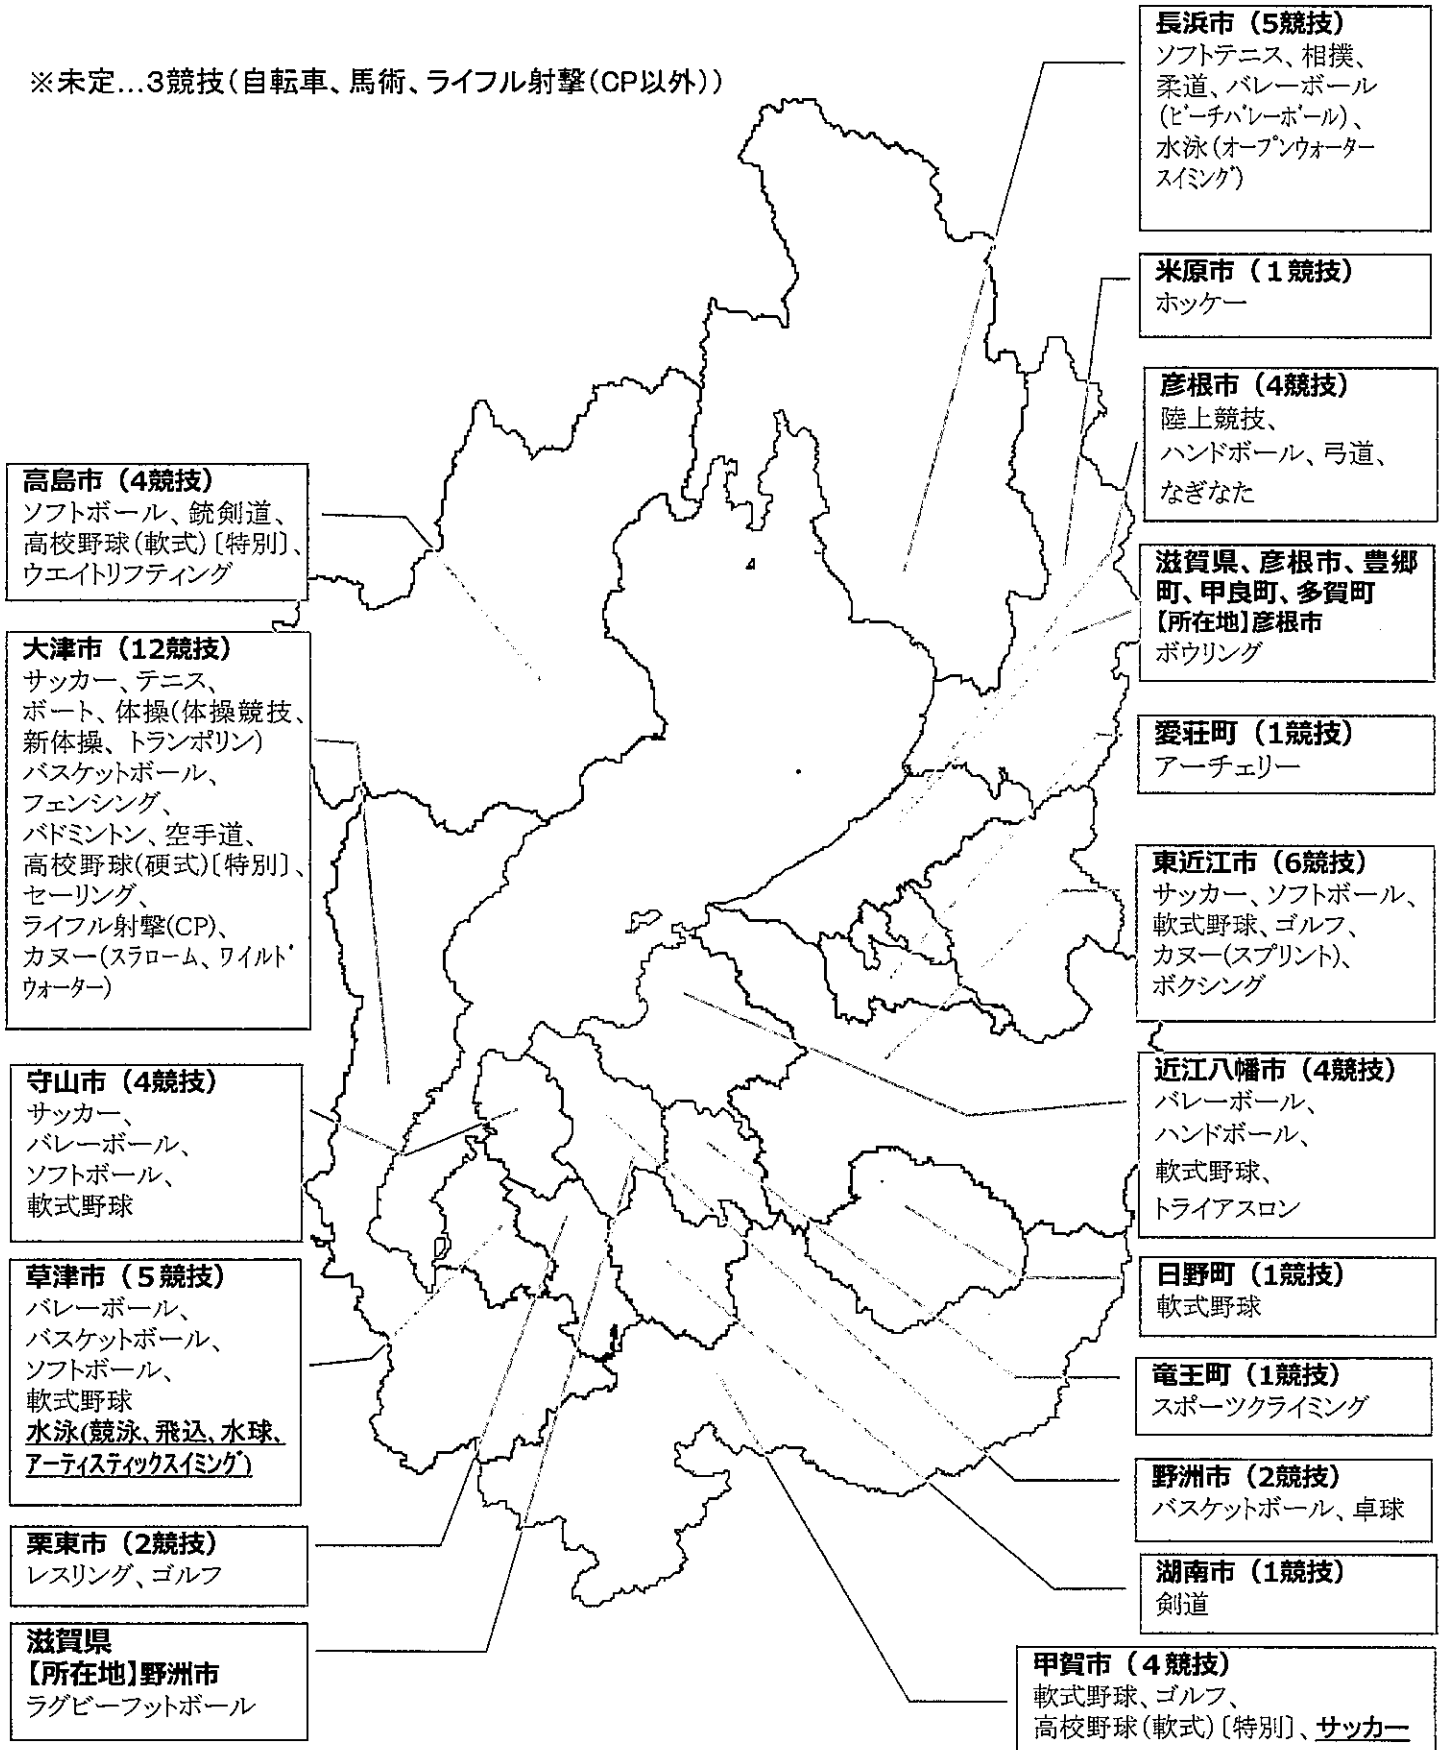 ※未定…3競技(自転車、馬術、ライフル射撃(CP以外))
長浜市（5競技）
ソフトテニス、相撲、
柔道、バレーボール
(ビーチバレーボール)、
水泳(オープンウォーター
スイミング)
米原市（１競技）
ホッケー
彦根市（4競技）
陸上競技、
ハンドボール、弓道、
なぎなた
滋賀県、彦根市、豊郷
町、甲良町、多賀町
【所在地】彦根市
ボウリング
愛荘町（1競技）
アーチェリー
東近江市（6競技）
サッカー、ソフトボール、
軟式野球、ゴルフ、
カヌー(スプリント)、
ボクシング
近江八幡市（4競技）
バレーボール、
ハンドボール、
軟式野球、
トライアスロン
日野町（1競技）
軟式野球
竜王町（1競技）
スポーツクライミング
野洲市（2競技）
バスケットボール、卓球
湖南市（1競技）
剣道
甲賀市（４競技）
軟式野球、ゴルフ、
高校野球(軟式)〔特別〕、サッカー
高島市（4競技）
ソフトボール、銃剣道、
高校野球(軟式)〔特別〕、
ウエイトリフティング
大津市（12競技）
サッカー、テニス、
ボート、体操(体操競技、
新体操、トランポリン)
バスケットボール、
フェンシング、
バドミントン、空手道、
高校野球(硬式)〔特別〕、
セーリング、
ライフル射撃(CP)、
カヌー(スラローム、ワイルド
ウォーター)
守山市（4競技）
サッカー、
バレーボール、
ソフトボール、
軟式野球
草津市（５競技）
バレーボール、
バスケットボール、
ソフトボール、
軟式野球
水泳(競泳、飛込、水球、
アーティスティックスイミング)
栗東市（2競技）
レスリング、ゴルフ
滋賀県
【所在地】野洲市
ラグビーフットボール